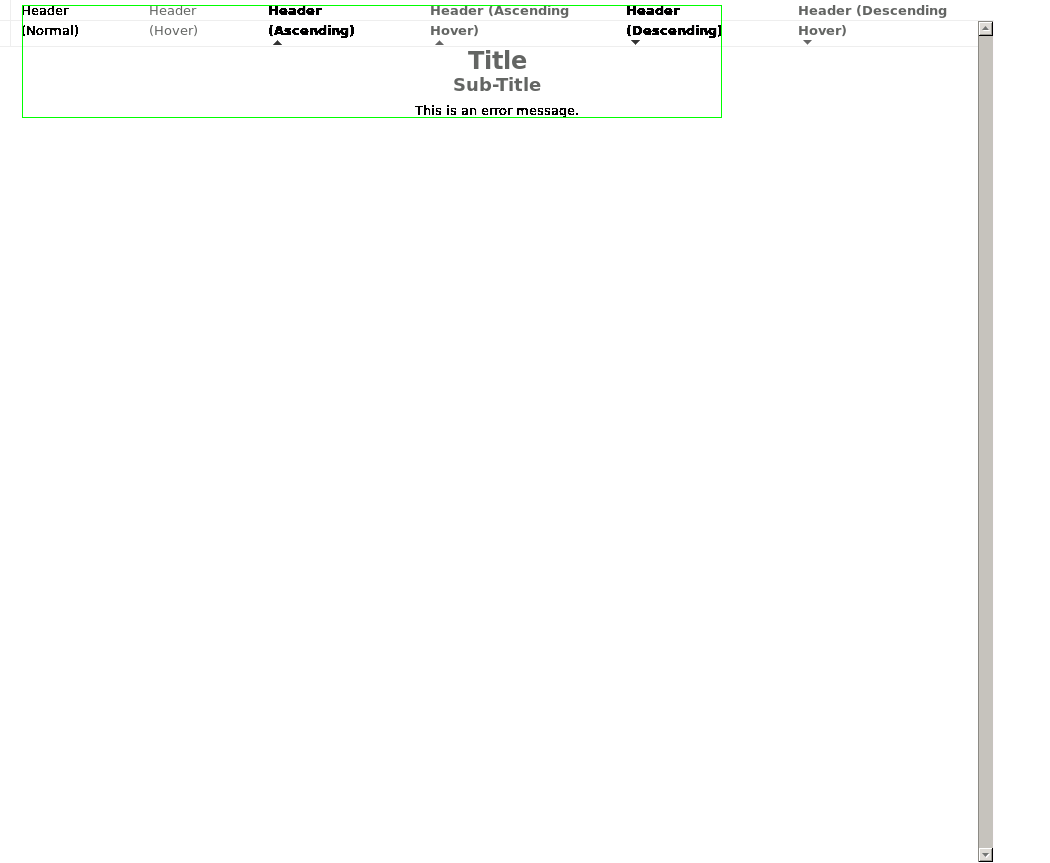 Header Header Header Header (Ascending Header Header (Descending
(Normal) (Hover) (Ascending) Hover) (Descending) Hover)
Title
Sub-Title
This is an error message.